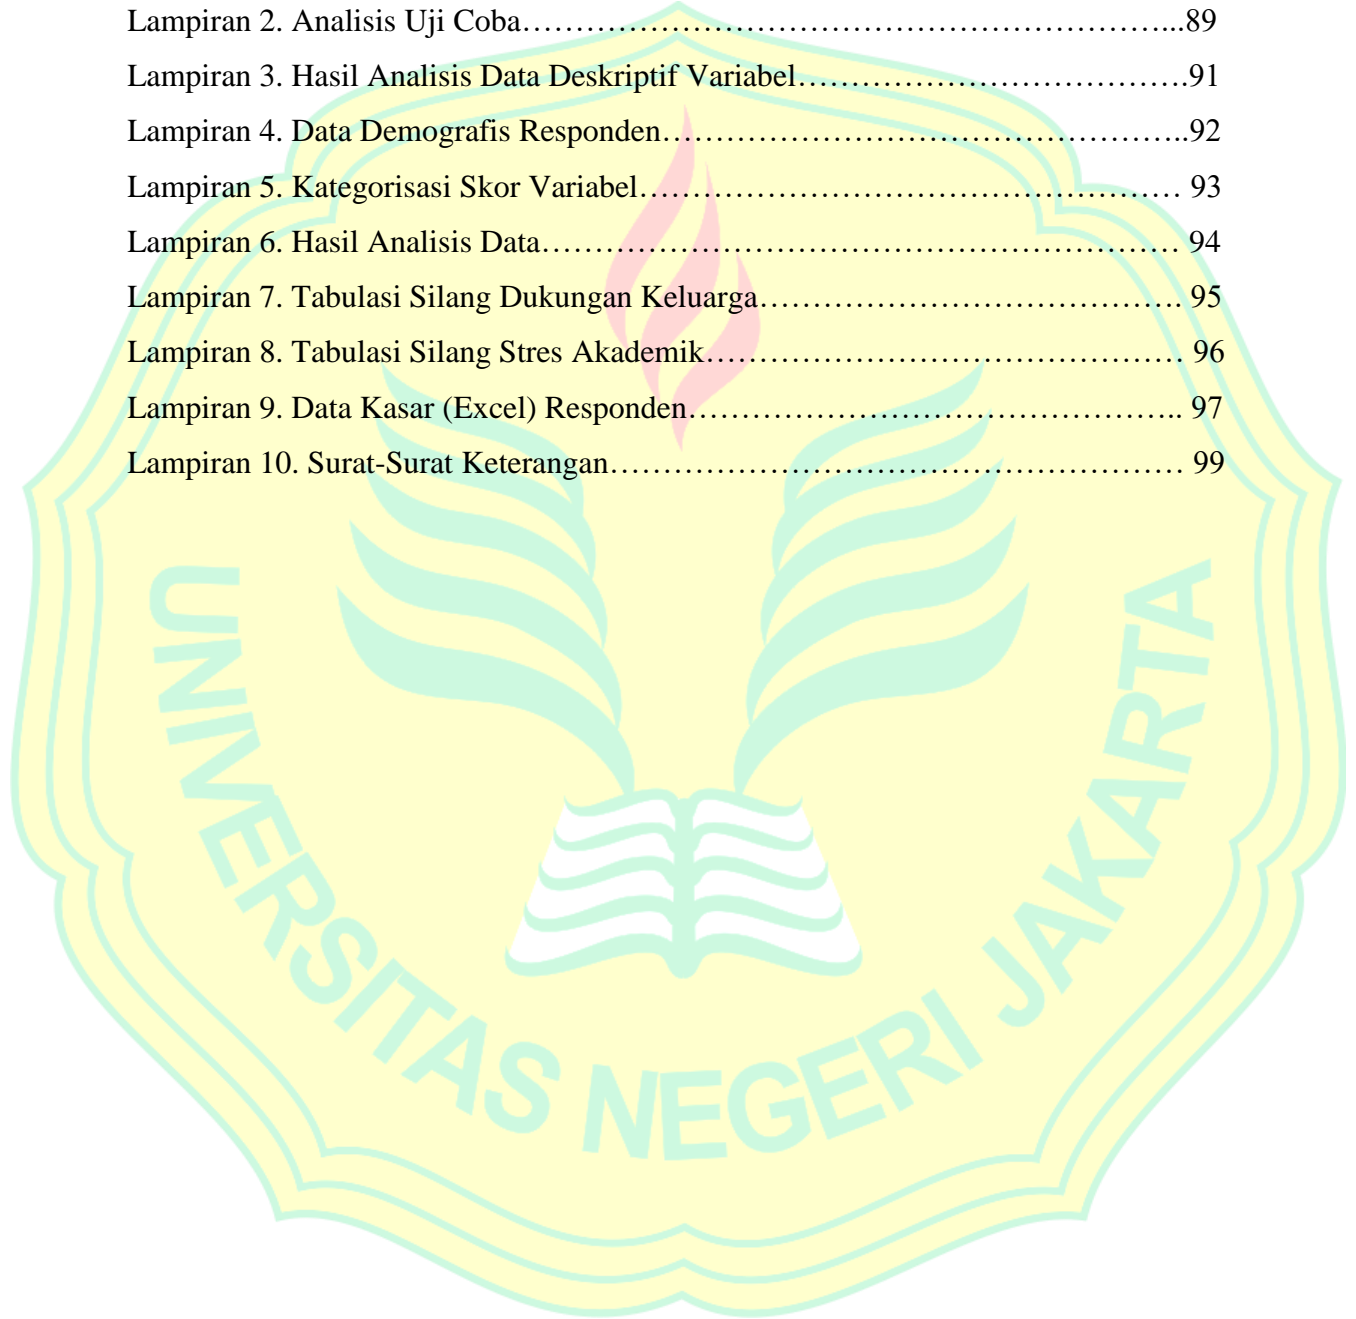 Lampiran 2. Analisis Uji Coba…………………………………………………………...89
Lampiran 3. Hasil Analisis Data Deskriptif Variabel………………………………….91
Lampiran 4. Data Demografis Responden……………………………………………..92
Lampiran 5. Kategorisasi Skor Variabel……………………………………………… 93
Lampiran 6. Hasil Analisis Data……………………………………………………… 94
Lampiran 7. Tabulasi Silang Dukungan Keluarga……………………………………. 95
Lampiran 8. Tabulasi Silang Stres Akademik………………………………………… 96
Lampiran 9. Data Kasar (Excel) Responden………………………………………….. 97
Lampiran 10. Surat-Surat Keterangan………………………………………………… 99
UNIVERSITAS NEGERI JAKARTA